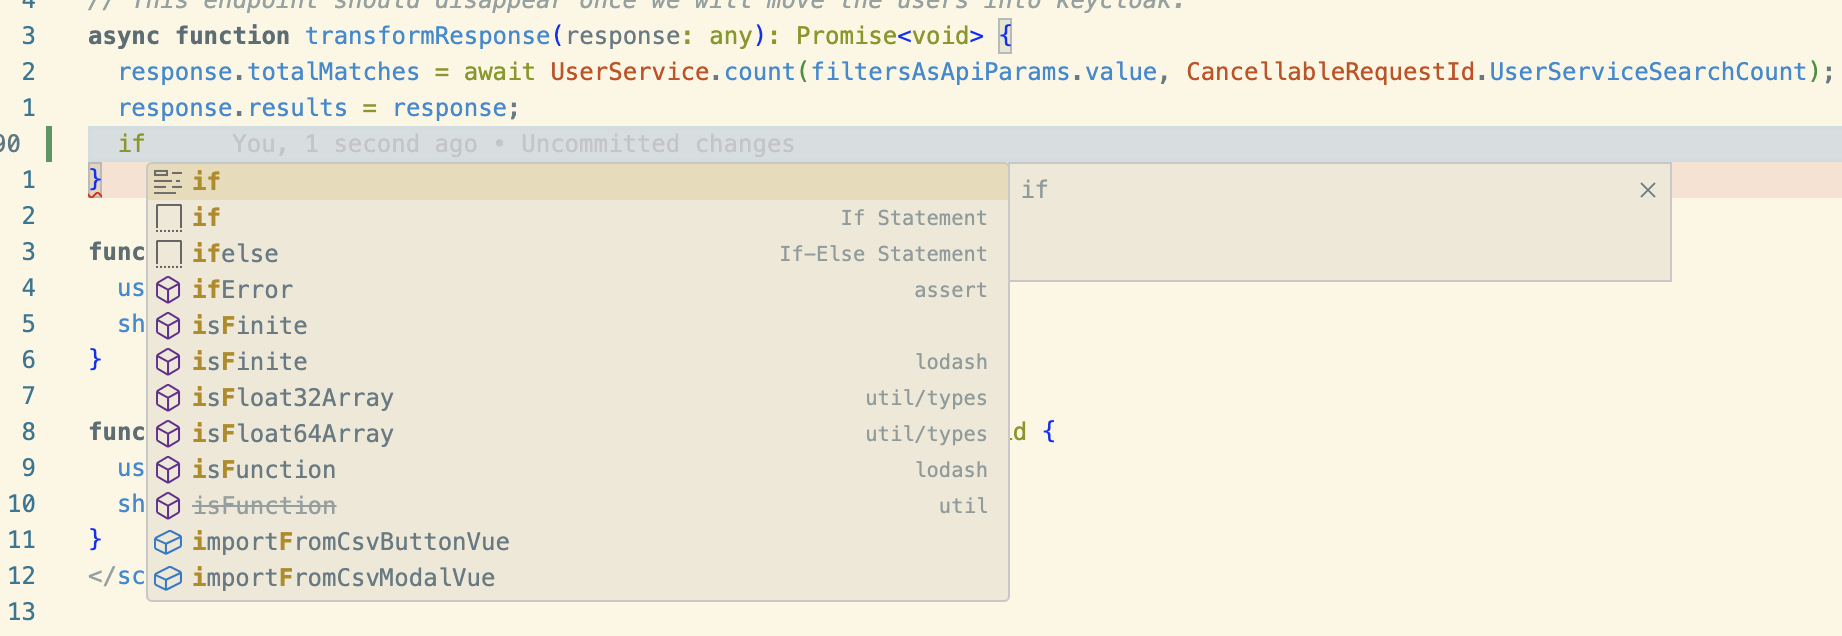 4 // This endpoint should disappear once we will move the users into keycloak.
3 async function transformResponse(response: any): Promise<void> {
2 response.totalMatches = await UserService.count(filtersAsApiParams.value, CancellableRequestId.UserServiceSearchCount);
1 response.results = response;
90 if You, 1 second ago • Uncommitted changes
1 } if if
2 if If Statement
3 func ifelse If-Else Statement
4 us ifError assert
5 sh isFinite
6 } isFinite lodash
7 isFloat32Array util/types
8 func isFloat64Array util/types d {
9 us isFunction lodash
10 sh isFunction util
11 } importFromCsvButtonVue
12 </sc importFromCsvModalVue
13